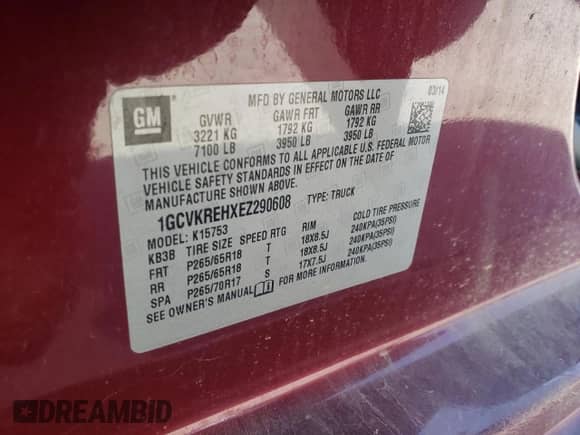 MFD BY GENERAL MOTORS LLC
03/14
GM
GVWR GAWR FRT GAWR RR
3221 KG 1792 KG 1792 KG
7100 LB 3950 LB 3950 LB
THIS VEHICLE CONFORMS TO ALL APPLICABLE U.S. FEDERAL MOTOR
VEHICLE SAFETY STANDARDS IN EFFECT ON THE DATE OF
MANUFACTURE SHOWN ABOVE.
1GCVKREHXEZ290608 TYPE: TRUCK
MODEL: K15753
KB3B TIRE SIZE SPEED RTG RIM COLD TIRE PRESSURE
FRT P265/65R18 T 18X8.5J 240KPA(35PSI)
RR P265/65R18 T 18X8.5J 240KPA(35PSI)
SPA P265/70R17 S 17X7.5J 240KPA(35PSI)
SEE OWNER'S MANUAL FOR MORE INFORMATION.
DREAMBID